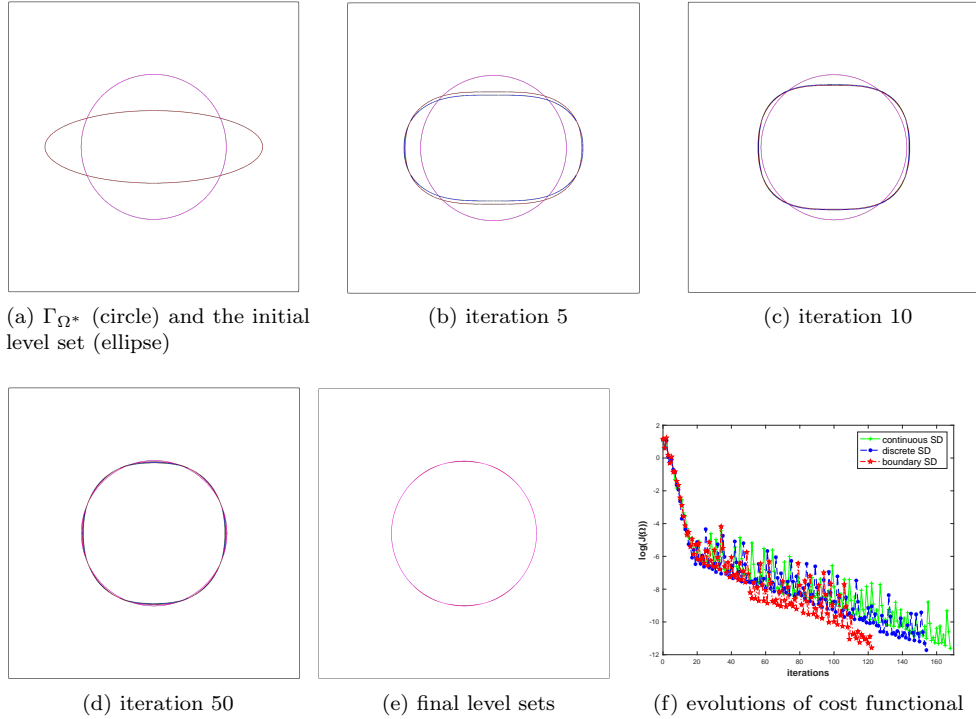 (a) Γ_Ω* (circle) and the initial
level set (ellipse)
(b) iteration 5
(c) iteration 10
(d) iteration 50
(e) final level sets
2
0
-2
-4
-6
-8
-10
-12
log(J(Ω))
0 20 40 60 80 100 120 140 160
iterations
continuous SD
discrete SD
boundary SD
(f) evolutions of cost functional